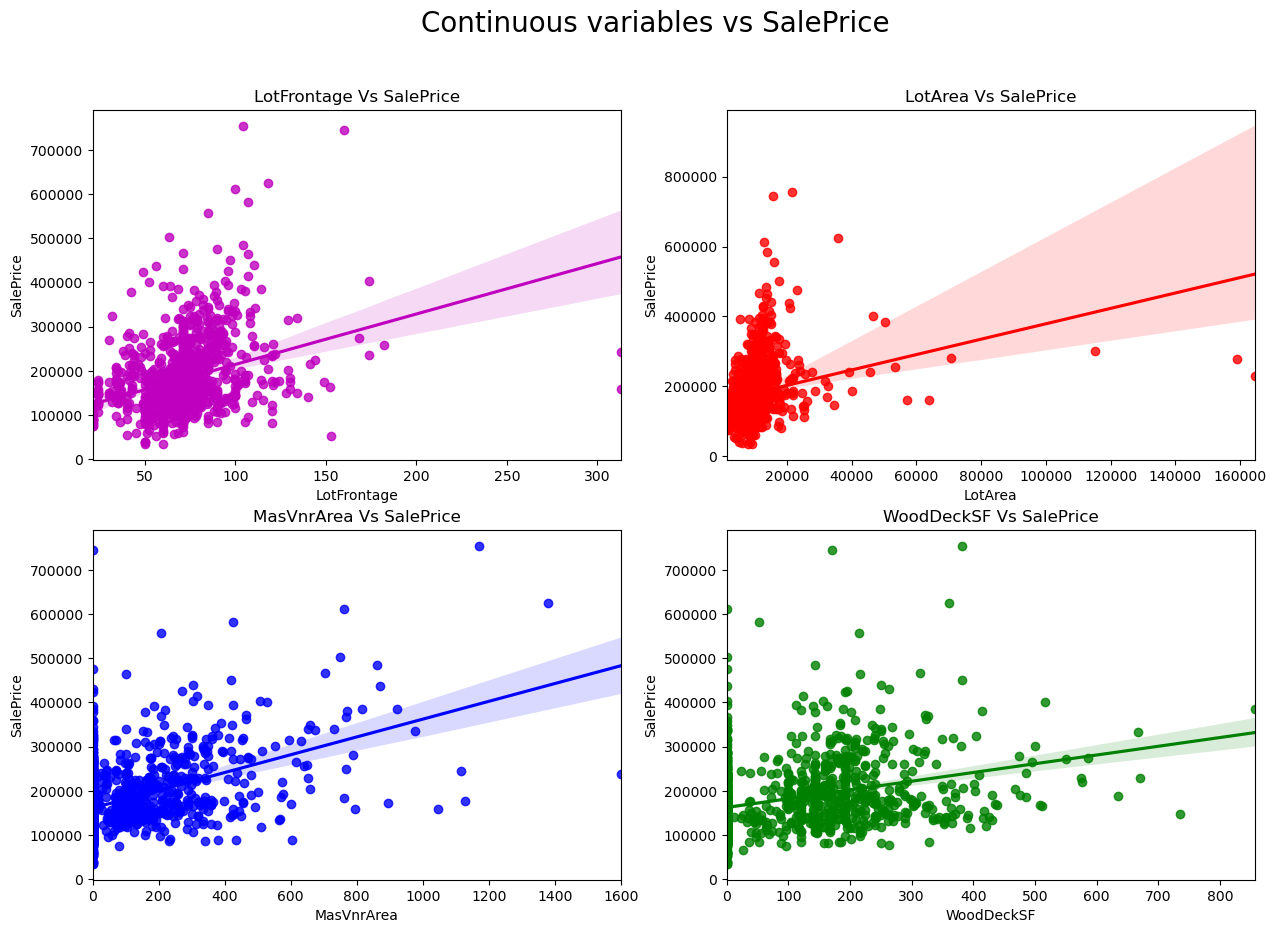 Continuous variables vs SalePrice
LotFrontage Vs SalePrice
SalePrice
700000
600000
500000
400000
300000
200000
100000
0
50 100 150 200 250 300
LotFrontage
LotArea Vs SalePrice
SalePrice
800000
600000
400000
200000
0
20000 40000 60000 80000 100000 120000 140000 160000
LotArea
MasVnrArea Vs SalePrice
SalePrice
700000
600000
500000
400000
300000
200000
100000
0
0 200 400 600 800 1000 1200 1400 1600
MasVnrArea
WoodDeckSF Vs SalePrice
SalePrice
700000
600000
500000
400000
300000
200000
100000
0
0 100 200 300 400 500 600 700 800
WoodDeckSF